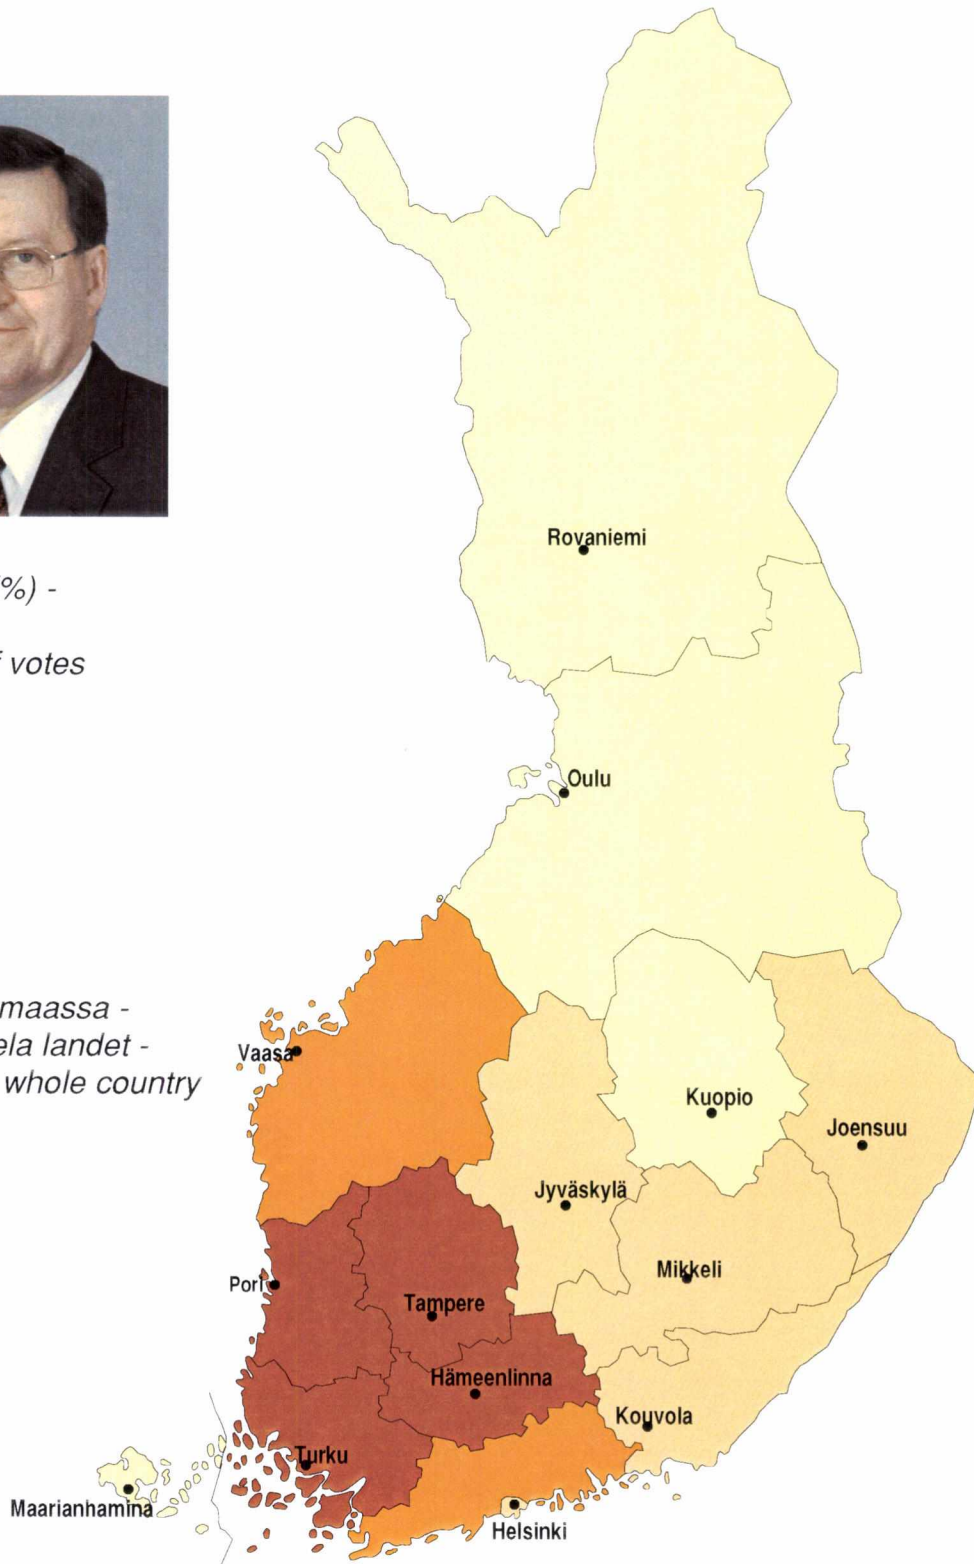 %) -
f votes
maassa -
ela landet -
whole country
Rovaniemi
Oulu
Vaasa
Kuopio
Joensuu
Jyväskylä
Mikkeli
Pori
Tampere
Hämeenlinna
Kouvola
Turku
Maarianhamina
Helsinki